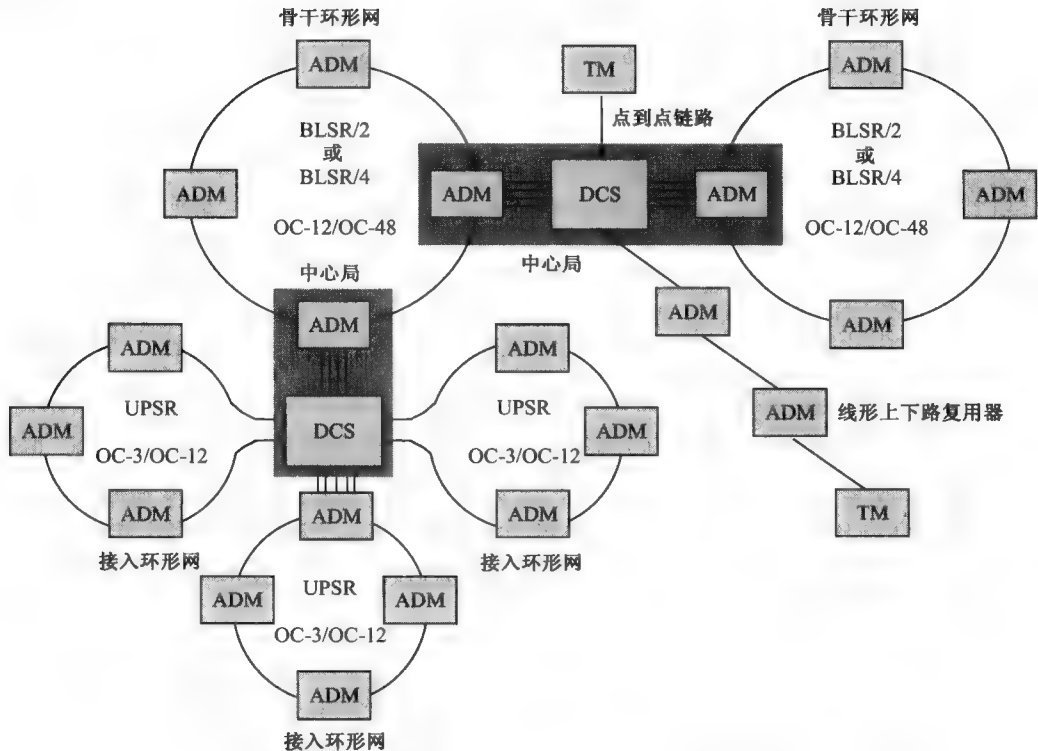 骨干环形网
骨干环形网
ADM
TM
ADM
点到点链路
BLSR/2
或
BLSR/4
BLSR/2
或
BLSR/4
ADM
ADM
DCS
ADM
ADM
OC-12/OC-48
OC-12/OC-48
中心局
中心局
ADM
ADM
ADM
ADM
ADM
UPSR
UPSR
ADM
DCS
ADM
ADM
线形上下路复用器
OC-3/OC-12
OC-3/OC-12
ADM
ADM
ADM
TM
接入环形网
接入环形网
UPSR
ADM
ADM
OC-3/OC-12
ADM
接入环形网